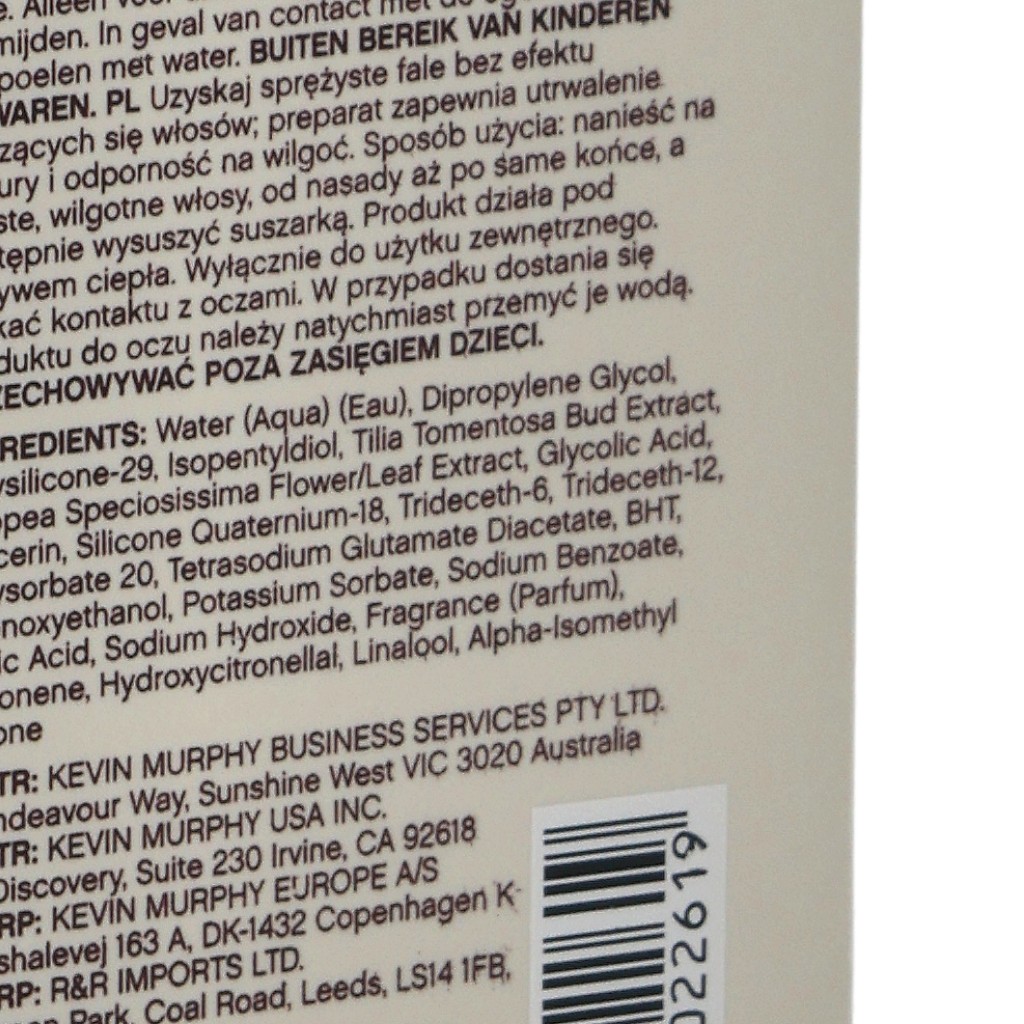 mijden. In geval van contact met de
poelen met water. BUITEN BEREIK VAN KINDEREN
WAREN. PL Uzyskaj sprężyste fale bez efektu
zących się włosów; preparat zapewnia utrwalenie
ury i odporność na wilgoć. Sposób użycia: nanieść na
ste, wilgotne włosy, od nasady aż po same końce, a
tępnie wysuszyć suszarką. Produkt działa pod
ywem ciepła. Wyłącznie do użytku zewnętrznego.
kać kontaktu z oczami. W przypadku dostania się
duktu do oczu należy natychmiast przemyć je wodą.
ZECHOWYWAĆ POZA ZASIĘGIEM DZIECI.
REDIENTS: Water (Aqua) (Eau), Dipropylene Glycol,
ysilicone-29, Isopentyldiol, Tilia Tomentosa Bud Extract,
opea Speciosissima Flower/Leaf Extract, Glycolic Acid,
cerin, Silicone Quaternium-18, Trideceth-6, Trideceth-12,
ysorbate 20, Tetrasodium Glutamate Diacetate, BHT,
noxyethanol, Potassium Sorbate, Sodium Benzoate,
ic Acid, Sodium Hydroxide, Fragrance (Parfum),
onene, Hydroxycitronellal, Linalool, Alpha-Isomethyl
one
TR: KEVIN MURPHY BUSINESS SERVICES PTY LTD.
ndeavour Way, Sunshine West VIC 3020 Australia
TR: KEVIN MURPHY USA INC.
Discovery, Suite 230 Irvine, CA 92618
RP: KEVIN MURPHY EUROPE A/S
shalevej 163 A, DK-1432 Copenhagen K
RP: R&R IMPORTS LTD.
Park, Coal Road, Leeds, LS14 1FB,
022619